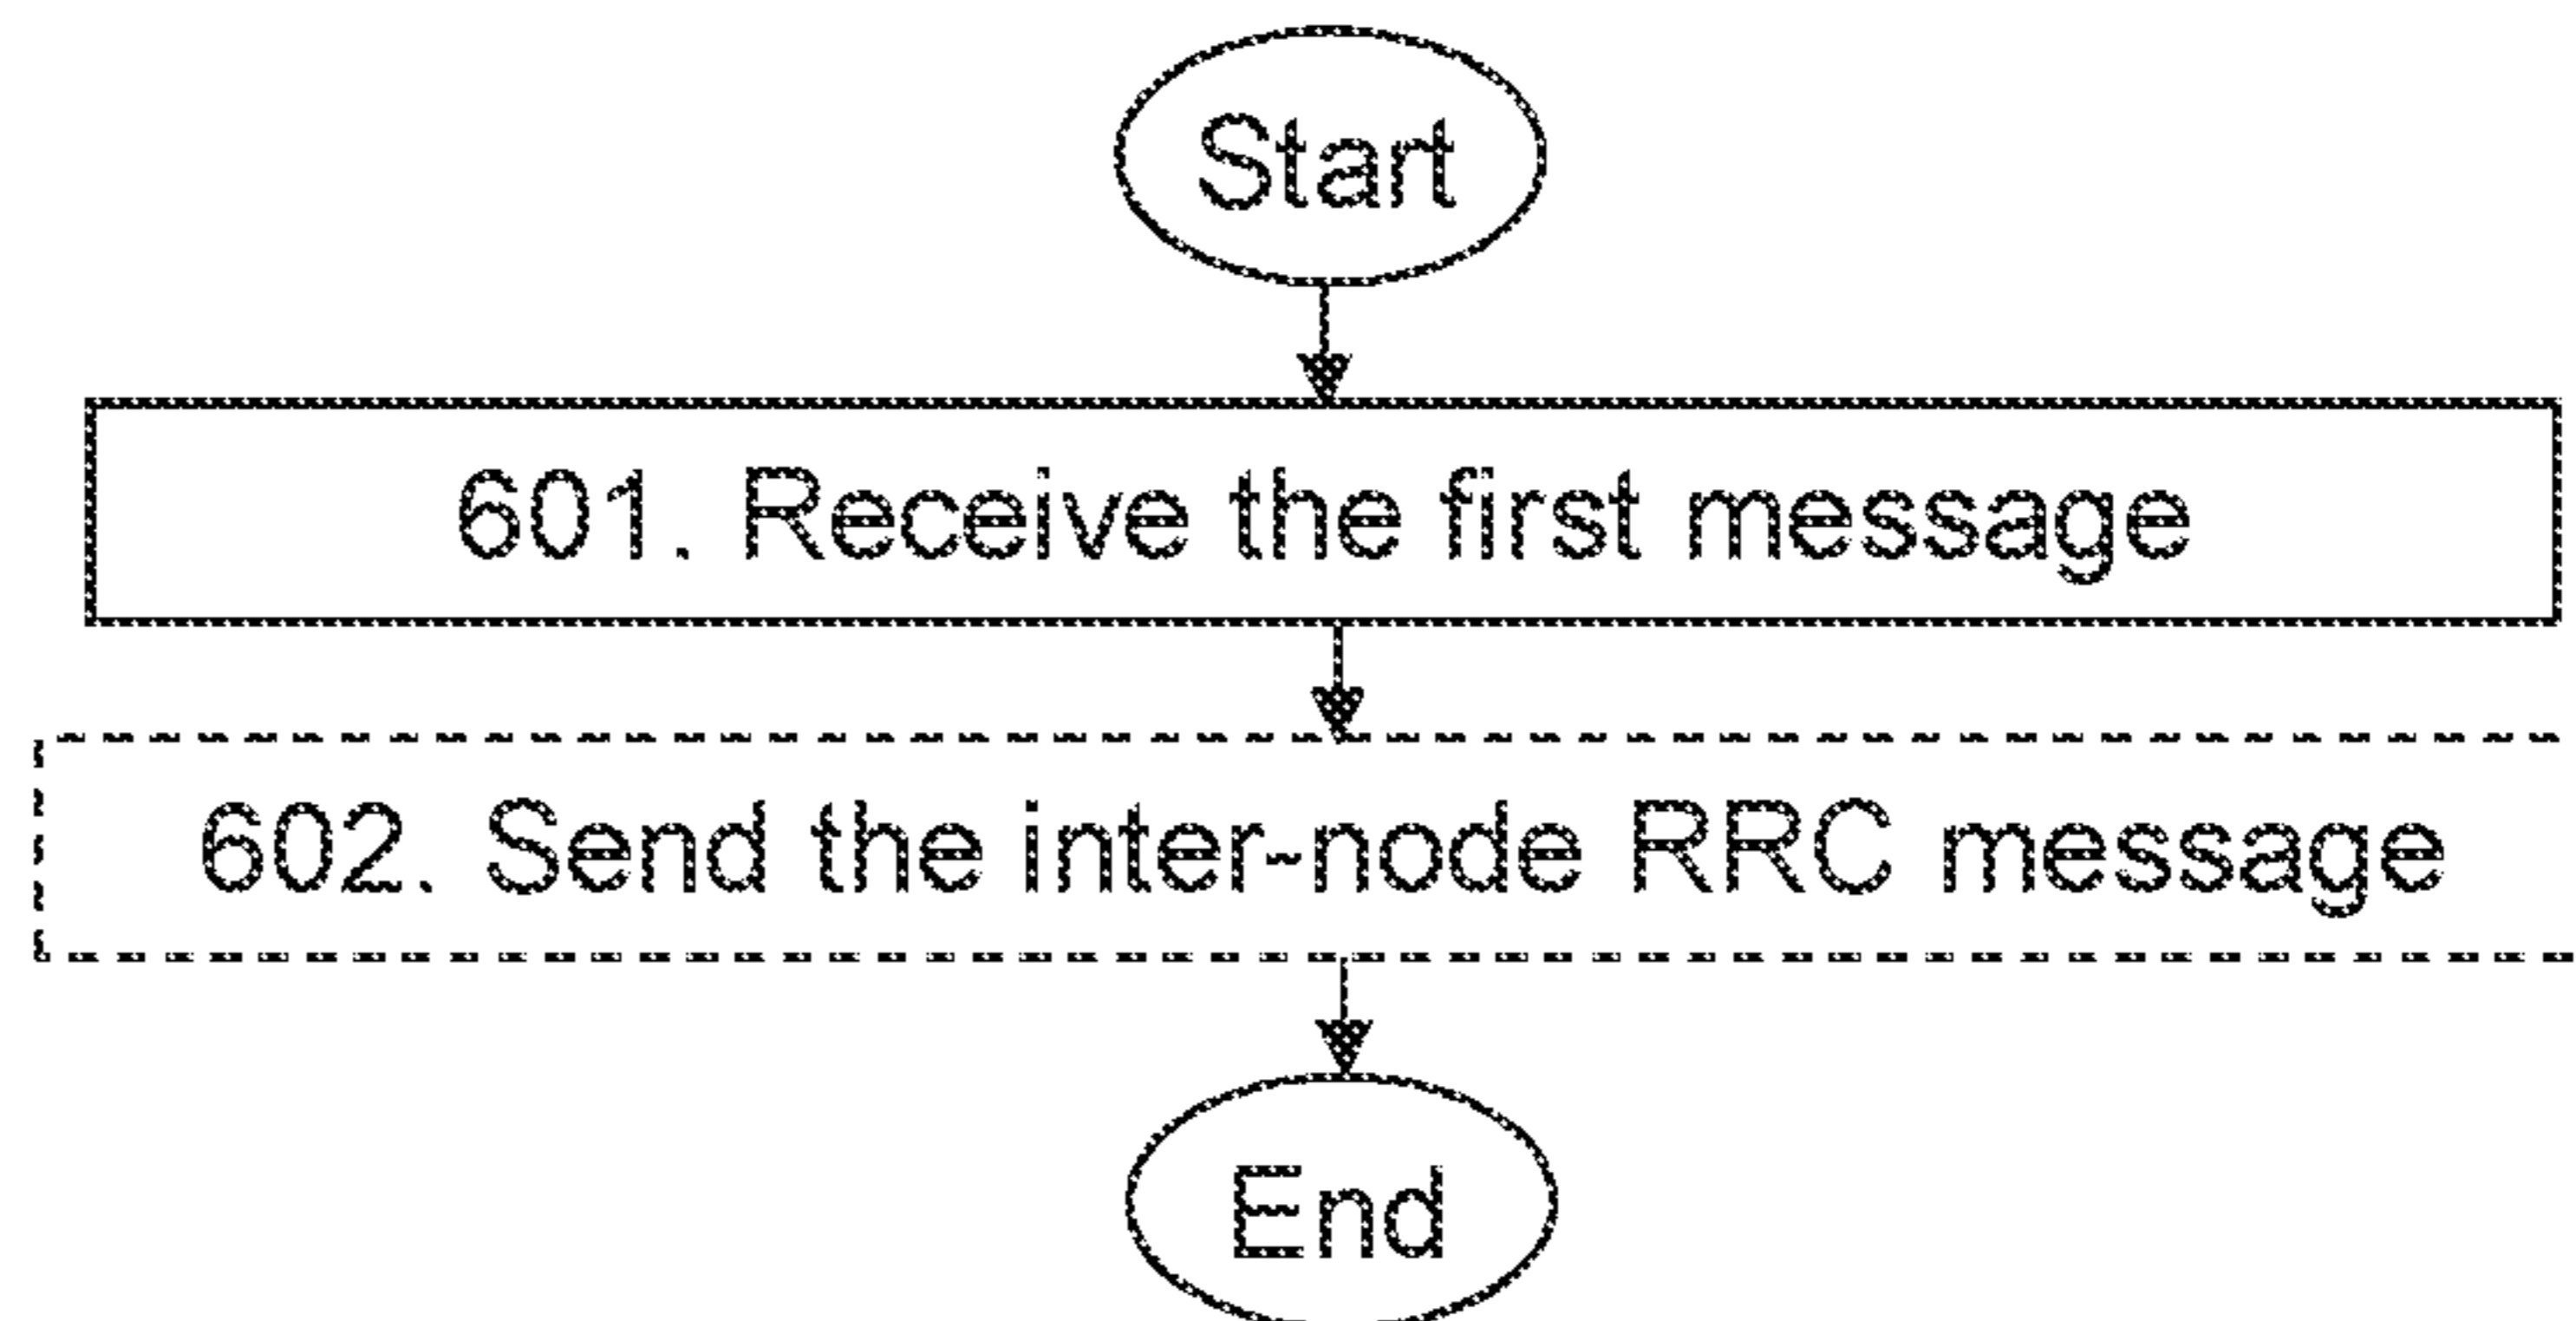 Start
601. Receive the first message
602. Send the inter-node RRC message
End